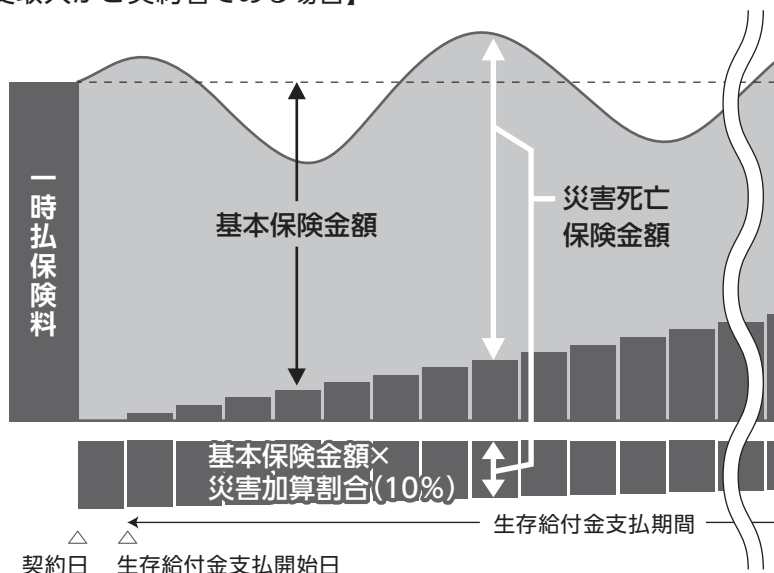 一時払保険料
基本保険金額
災害死亡
保険金額
基本保険金額×
災害加算割合(10%)
生存給付金支払期間
契約日 生存給付金支払開始日